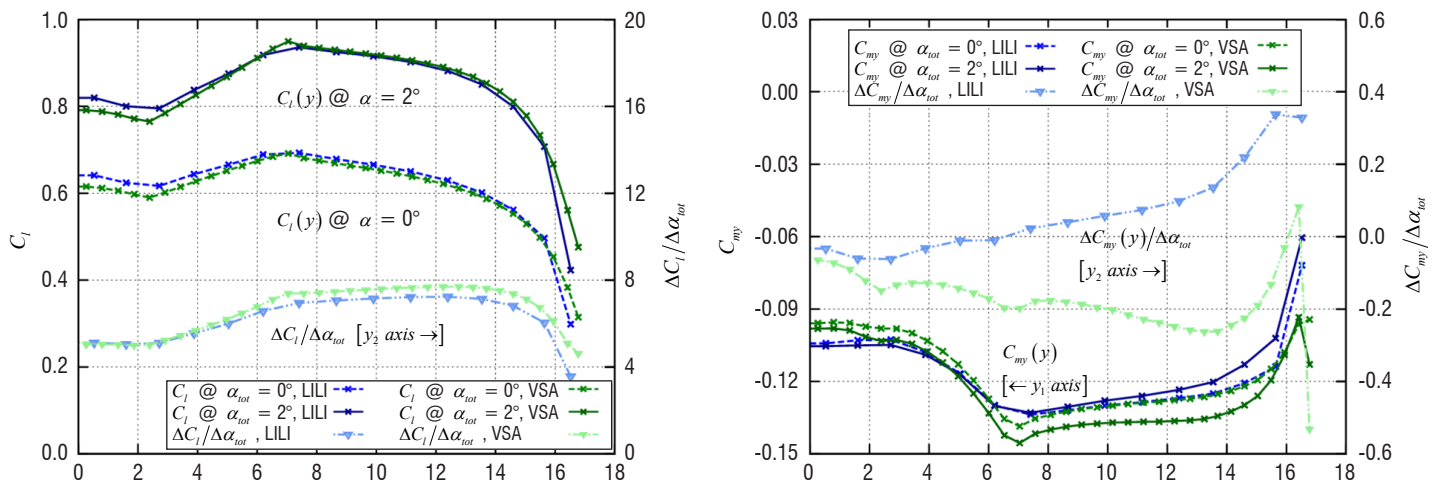 1.0
0.8
0.6
0.4
0.2
0.0
C_l
C_l(y) @ α = 2°
C_l(y) @ α = 0°
ΔC_l/Δα_tot [y_2 axis →]
C_l @ α_tot = 0°, LILI
C_l @ α_tot = 2°, LILI
ΔC_l/Δα_tot , LILI
C_l @ α_tot = 0°, VSA
C_l @ α_tot = 2°, VSA
ΔC_l/Δα_tot , VSA
20
16
12
8
4
0
ΔC_l/Δα_tot
0 2 4 6 8 10 12 14 16 18
-0.03
0.00
-0.03
-0.06
-0.09
-0.12
-0.15
C_my
C_my @ α_tot = 0°, LILI
C_my @ α_tot = 2°, LILI
ΔC_my/Δα_tot , LILI
C_my @ α_tot = 0°, VSA
C_my @ α_tot = 2°, VSA
ΔC_my/Δα_tot , VSA
ΔC_my(y)/Δα_tot
[y_2 axis →]
C_my(y)
[← y_1 axis]
0.6
0.4
0.2
0.0
-0.2
-0.4
-0.6
ΔC_my/Δα_tot
0 2 4 6 8 10 12 14 16 18